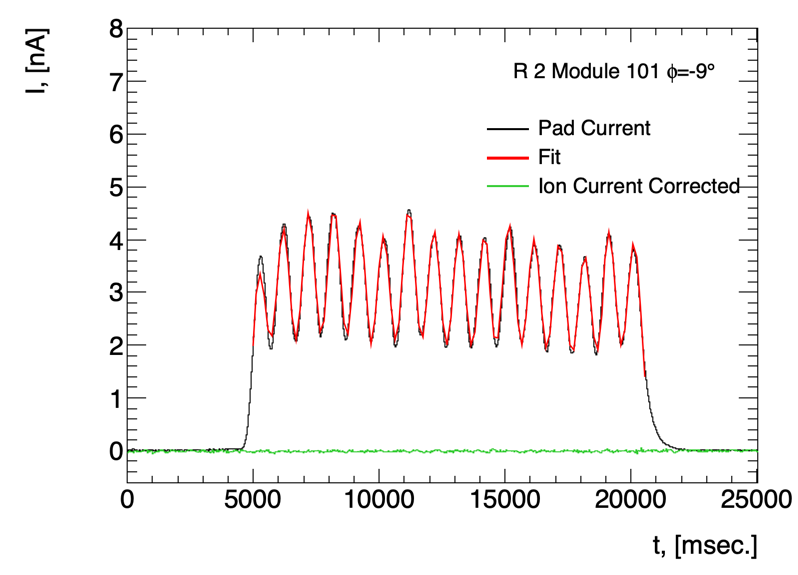 I, [nA]
8
7
6
5
4
3
2
1
0
R 2 Module 101 ϕ=-9°
Pad Current
Fit
Ion Current Corrected
0 5000 10000 15000 20000 25000
t, [msec.]